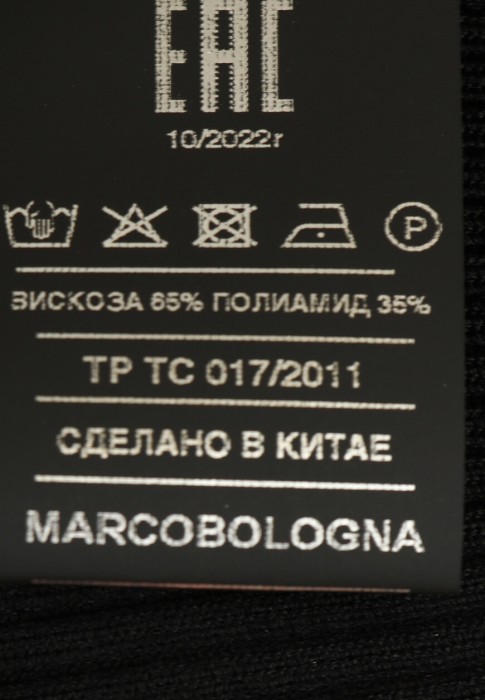 EAC
10/2022г
P
ВИСКОЗА 65% ПОЛИАМИД 35%
ТР ТС 017/2011
СДЕЛАНО В КИТАЕ
MARCOBOLOGNA